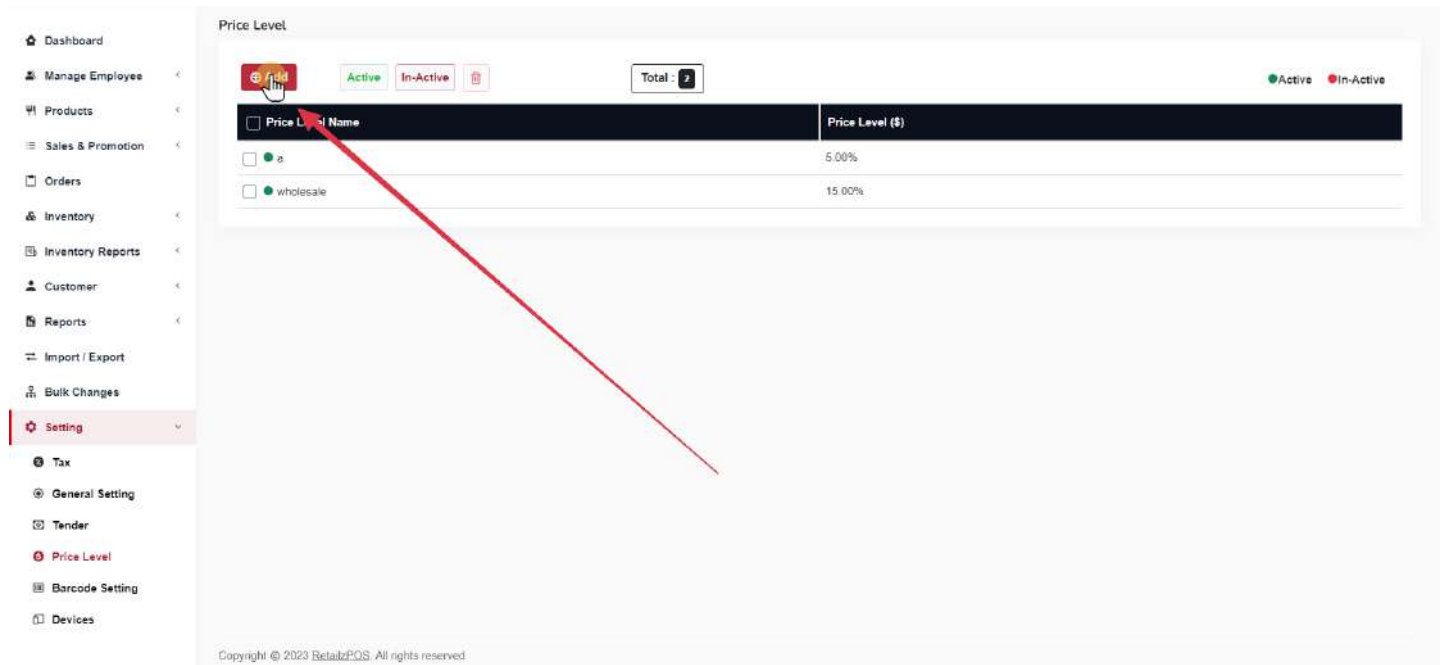 Price Level
Dashboard
Manage Employee
Products
Sales & Promotion
Orders
Inventory
Inventory Reports
Customer
Reports
Import / Export
Bulk Changes
Setting
Tax
General Setting
Tender
Price Level
Barcode Setting
Devices
Add
Active
In-Active
Total : 2
Active
In-Active
Price Level Name
Price Level ($)
a
5.00%
wholesale
15.00%
Copyright © 2023 RetailzPOS. All rights reserved